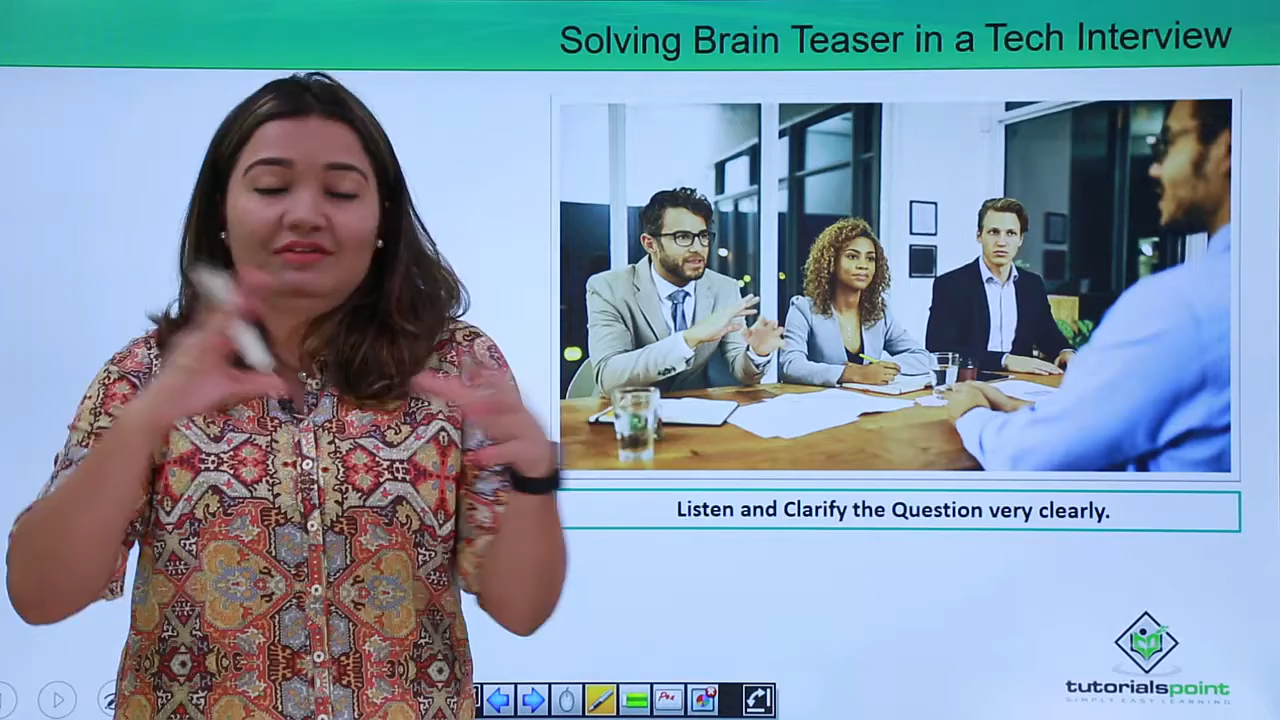 Solving Brain Teaser in a Tech Interview
Listen and Clarify the Question very clearly.
tutorialspoint
SIMPLY EASY LEARNING